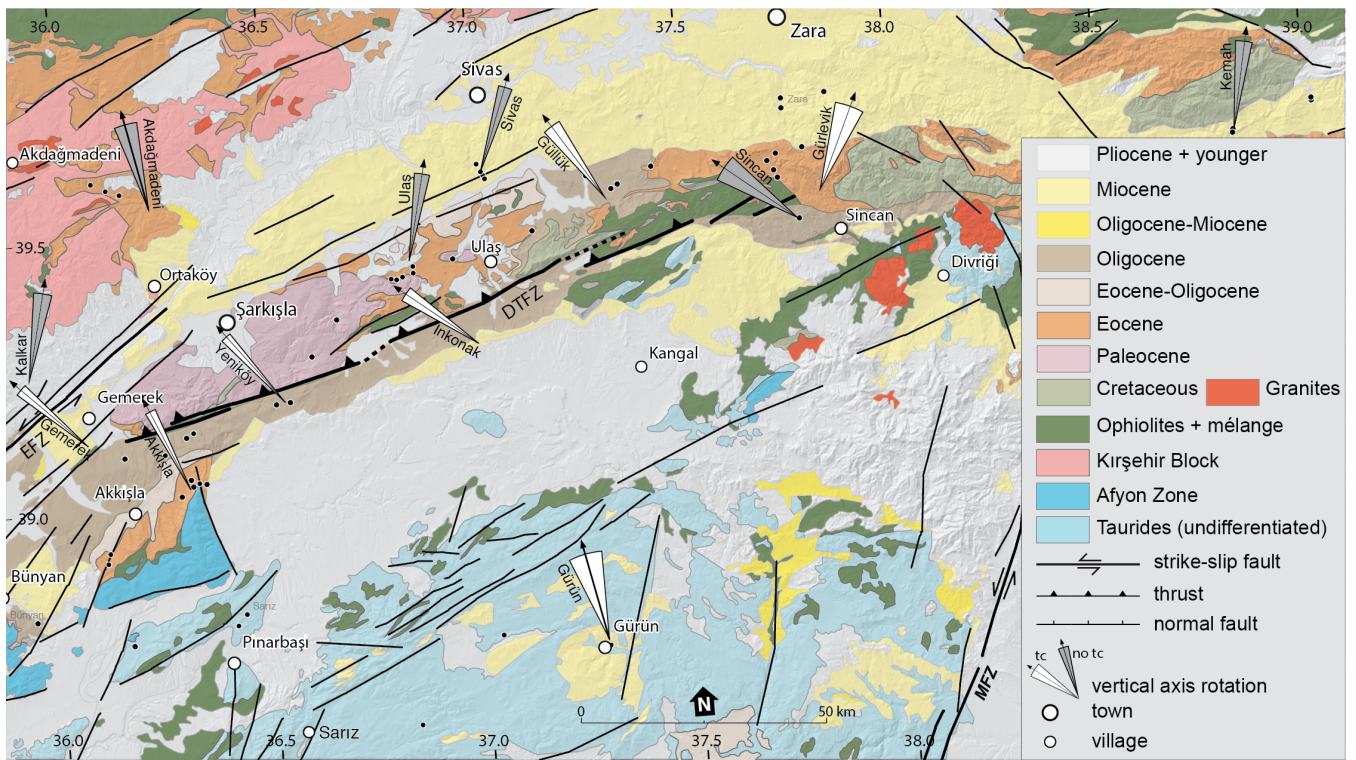 36.0
36.5
37.0
37.5
38.0
38.5
39.0
Zara
Sivas
Kemah
Zara
Sivas
Akdağmadeni
Akdağmadeni
Güllük
Gürlevik
Sincan
Ulaş
Sincan
39.5
Ulaş
Divriği
Ortaköy
DTFZ
Şarkışla
Inkonak
Kalkar
Yeniköy
Kangal
Gemerek
Gemerek
EFZ
Akkışla
Akkışla
39.0
Bünyan
Bünyan
Sarız
Gürün
Gürün
Pınarbaşı
MFZ
N
0
50 km
Sarız
36.0
36.5
37.0
37.5
38.0
Pliocene + younger
Miocene
Oligocene-Miocene
Oligocene
Eocene-Oligocene
Eocene
Paleocene
Cretaceous
Granites
Ophiolites + mélange
Kırşehir Block
Afyon Zone
Taurides (undifferentiated)
strike-slip fault
thrust
normal fault
tc
no tc
vertical axis rotation
town
village